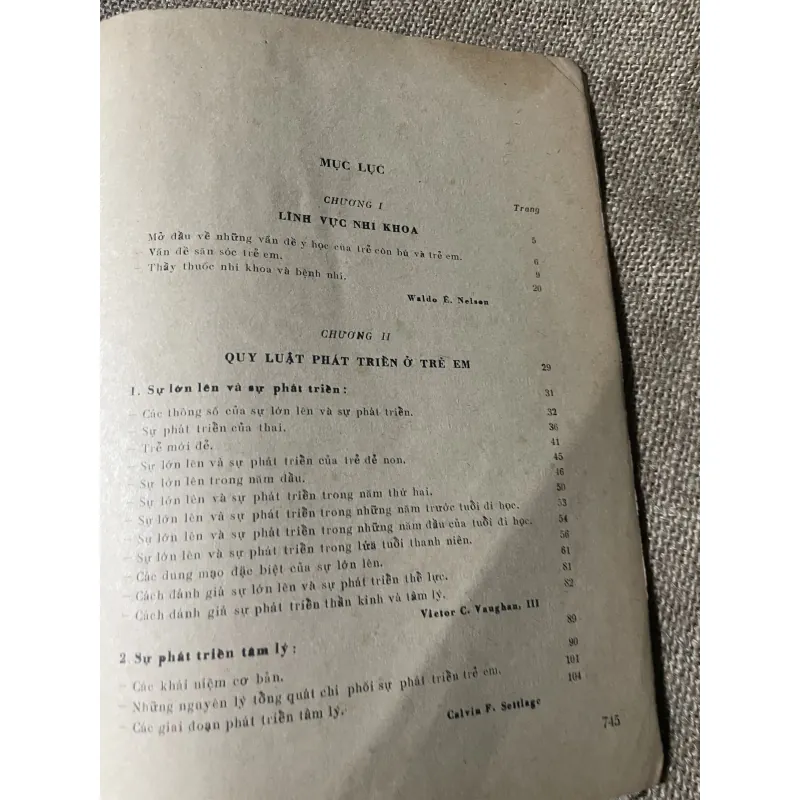 MỤC LỤC
CHƯƠNG I
Trang
LĨNH VỰC NHI KHOA 5
Mở đầu về những vấn đề y học của trẻ còn bú và trẻ em. 6
– Vấn đề săn sóc trẻ em. 9
– Thầy thuốc nhi khoa và bệnh nhi. 20
Waldo E. Nelson
CHƯƠNG II
QUY LUẬT PHÁT TRIỂN Ở TRẺ EM 29
1. Sự lớn lên và sự phát triển: 31
– Các thông số của sự lớn lên và sự phát triển. 32
– Sự phát triển của thai. 36
– Trẻ mới đẻ. 41
– Sự lớn lên và sự phát triển của trẻ đẻ non. 45
– Sự lớn lên trong năm đầu. 46
– Sự lớn lên và sự phát triển trong năm thứ hai. 50
– Sự lớn lên và sự phát triển trong những năm trước tuổi đi học. 53
– Sự lớn lên và sự phát triển trong những năm đầu của tuổi đi học. 54
– Sự lớn lên và sự phát triển trong lứa tuổi thanh niên. 56
– Các dung mạo đặc biệt của sự lớn lên. 61
– Cách đánh giá sự lớn lên và sự phát triển thể lực. 81
– Cách đánh giá sự phát triển thần kinh và tâm lý. 82
Victor C. Vaughan, III
2. Sự phát triển tâm lý: 89
– Các khái niệm cơ bản. 90
– Những nguyên lý tổng quát chi phối sự phát triển trẻ em. 101
– Các giai đoạn phát triển tâm lý. 104
Calvin F. Settlage
745